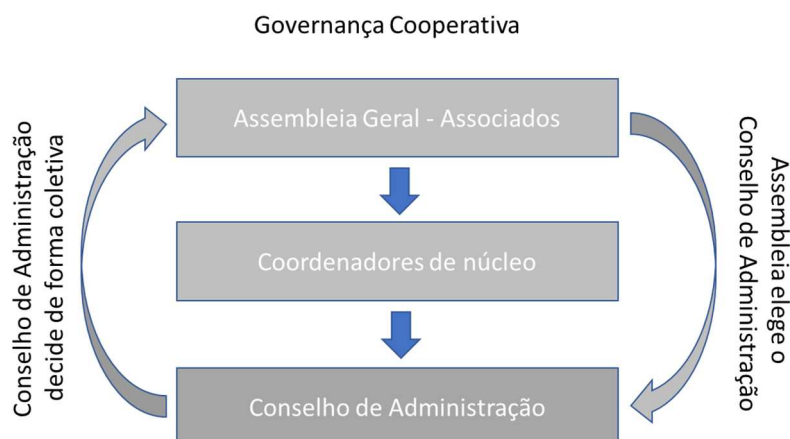 Governança Cooperativa
Conselho de Administração
decide de forma coletiva
Assembleia Geral - Associados
Coordenadores de núcleo
Conselho de Administração
Assembleia elege o
Conselho de Administração